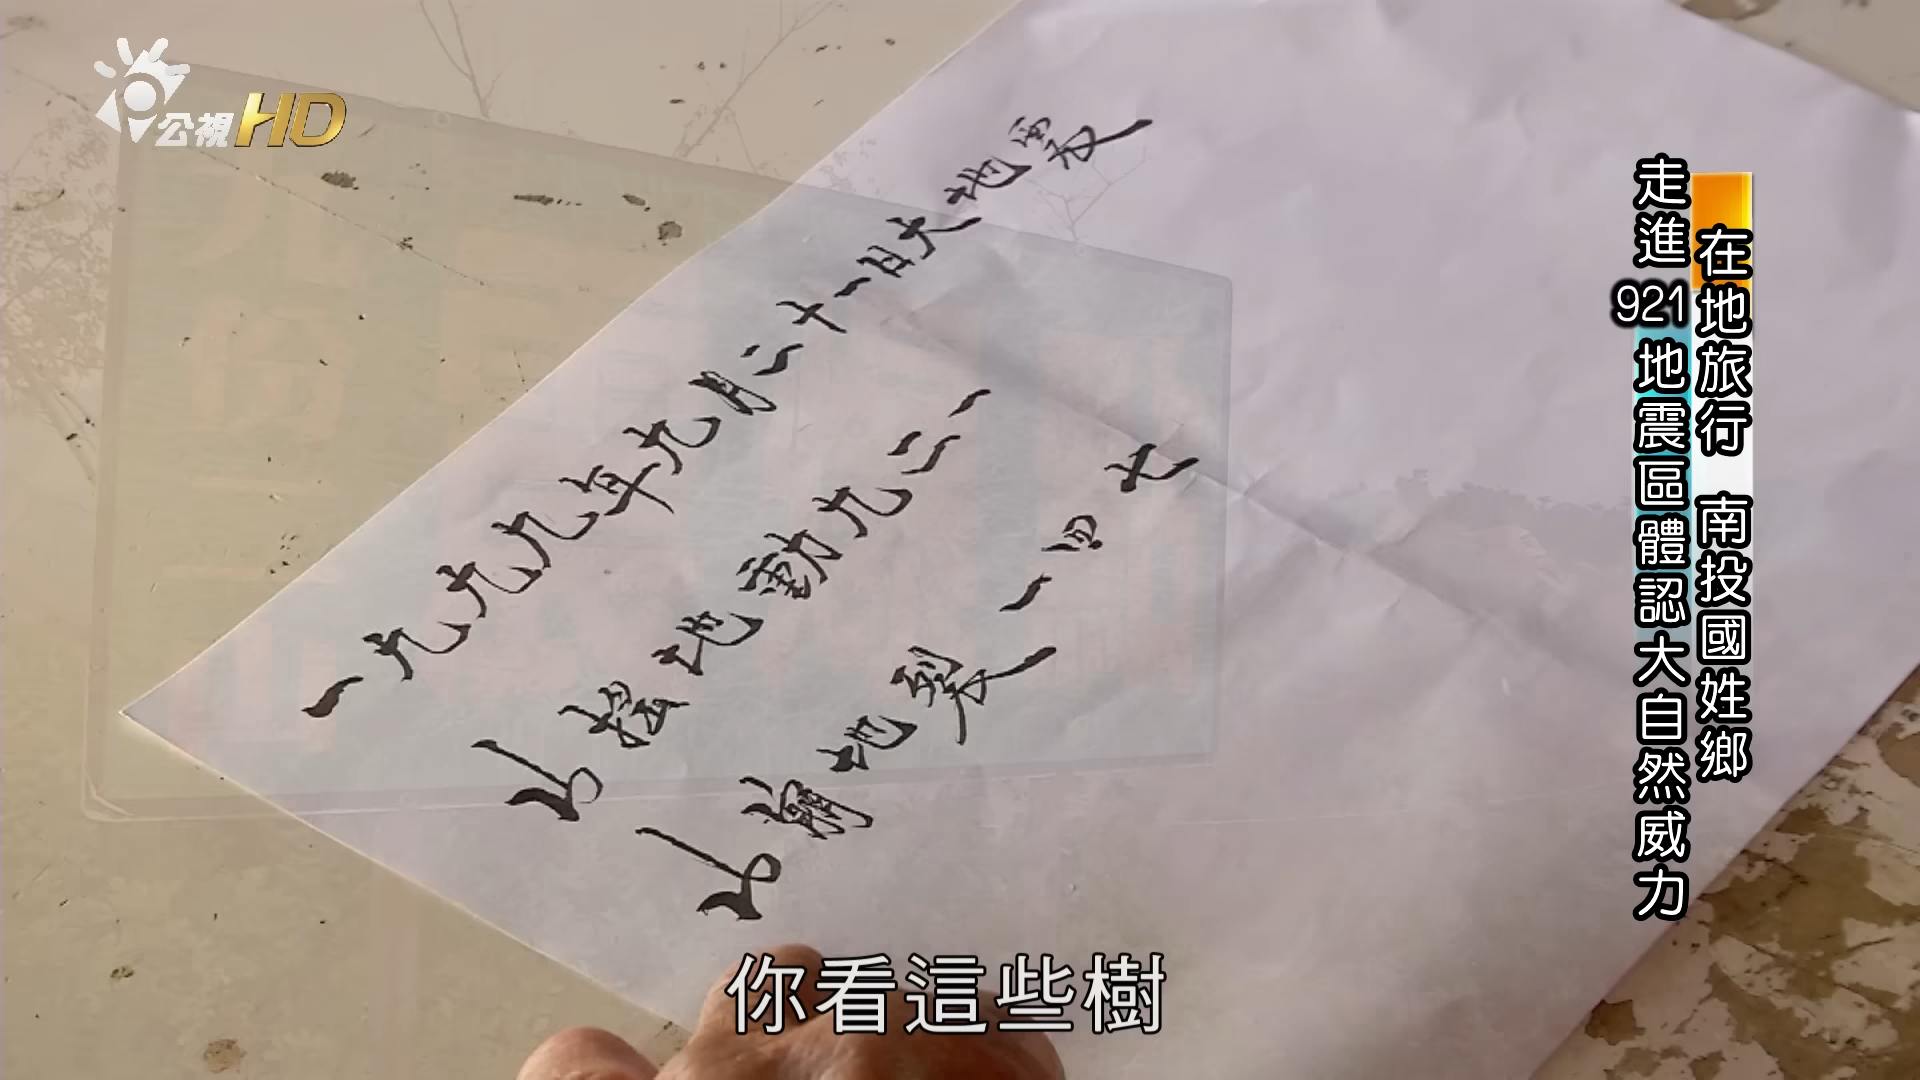 公視HD
在地旅行 南投國姓鄉
走進921地震區體認大自然威力
一九九九年九月二十一日大地震
山搖地動九二一
山崩地裂一四七
你看這些樹